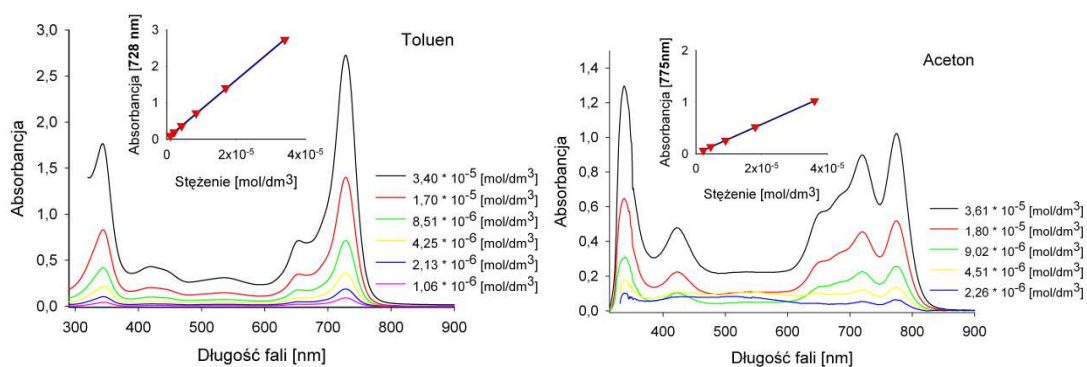 Toluen
Absorbancja [728 nm]
3
2
1
0
0
2x10-5
4x10-5
Stężenie [mol/dm3]
Absorbancja
3,0
2,5
2,0
1,5
1,0
0,5
0,0
300
400
500
600
700
800
900
Długość fali [nm]
3,40 * 10-5 [mol/dm3]
1,70 * 10-5 [mol/dm3]
8,51 * 10-6 [mol/dm3]
4,25 * 10-6 [mol/dm3]
2,13 * 10-6 [mol/dm3]
1,06 * 10-6 [mol/dm3]
Aceton
Absorbancja [775nm]
2
1
0
0
2x10-5
4x10-5
Stężenie [mol/dm3]
Absorbancja
1,4
1,2
1,0
0,8
0,6
0,4
0,2
0,0
400
500
600
700
800
900
Długość fali [nm]
3,61 * 10-5 [mol/dm3]
1,80 * 10-5 [mol/dm3]
9,02 * 10-6 [mol/dm3]
4,51 * 10-6 [mol/dm3]
2,26 * 10-6 [mol/dm3]